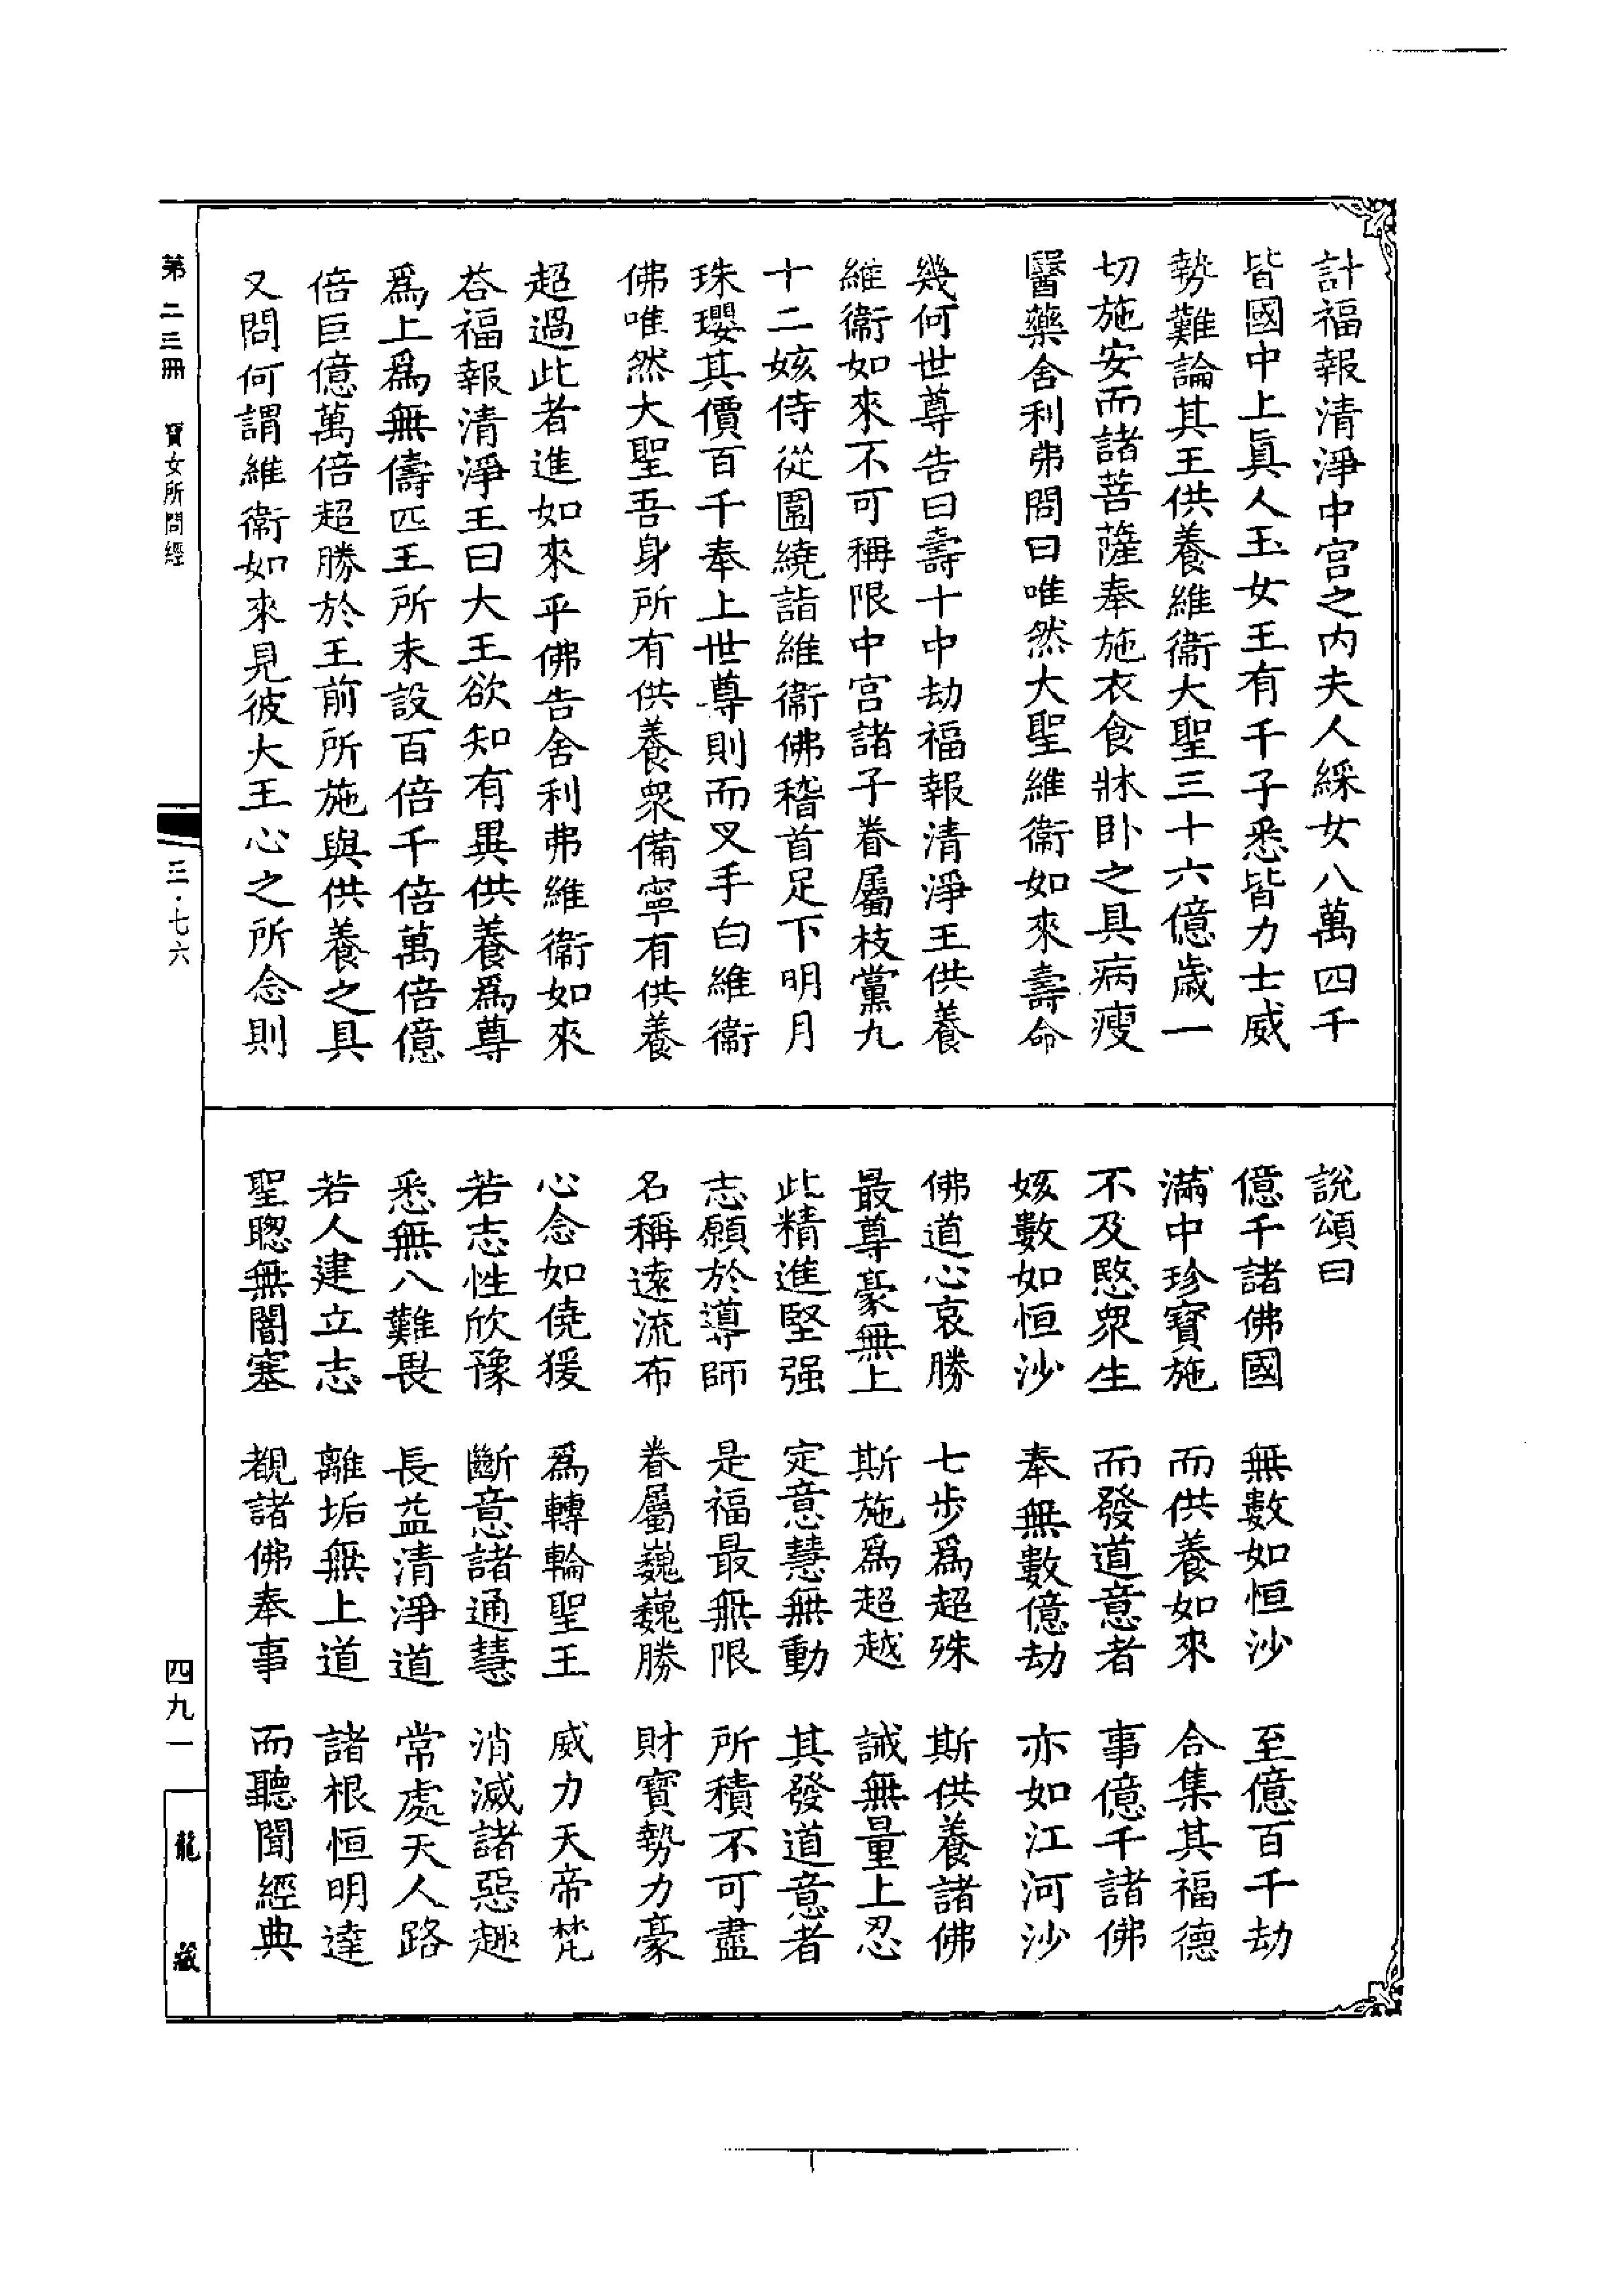 計福報清淨中宮之內夫人綵女八萬四千
皆國中上眞人玉女王有千子悉皆力士威
勢難論其王供養維衞大聖三十六億歲一
切施安而諸菩薩奉施衣食牀臥之具病瘦
醫藥舍利弗問曰唯然大聖維衞如來壽命
幾何世尊告曰壽十中劫福報清淨王供養
維衞如來不可稱限中宮諸子眷屬枝黨九
十二姟侍從圍繞詣維衞佛稽首足下明月
珠瓔其價百千奉上世尊則而叉手白維衞
佛唯然大聖吾身所有供養衆備寧有供養
超過此者進如來乎佛告舍利弗維衞如來
荅福報清淨王曰大王欲知有異供養爲尊
爲上爲無儔匹王所未設百倍千倍萬倍億
倍巨億萬倍超勝於王前所施與供養之具
又問何謂維衞如來見彼大王心之所念則
說頌曰
億千諸佛國　無數如恒沙　至億百千劫
滿中珍寶施　而供養如來　合集其福德
不及愍衆生　而發道意者　事億千諸佛
姟數如恒沙　奉無數億劫　亦如江河沙
佛道心哀勝　七步爲超殊　斯供養諸佛
最尊豪無上　斯施爲超越　誠無量上忍
此精進堅强　定意慧無動　其發道意者
志願於導師　是福最無限　所積不可盡
名稱遠流布　眷屬巍巍勝　財寶勢力豪
心念如僥獶　爲轉輪聖王　威力天帝梵
若志性欣豫　斷意諸通慧　消滅諸惡趣
悉無八難畏　長益清淨道　常處天人路
若人建立志　離垢無上道　諸根恒明達
聖聰無闇塞　覩諸佛奉事　而聽聞經典
第二三冊　寶女所問經
三·七六
四九一
龍藏